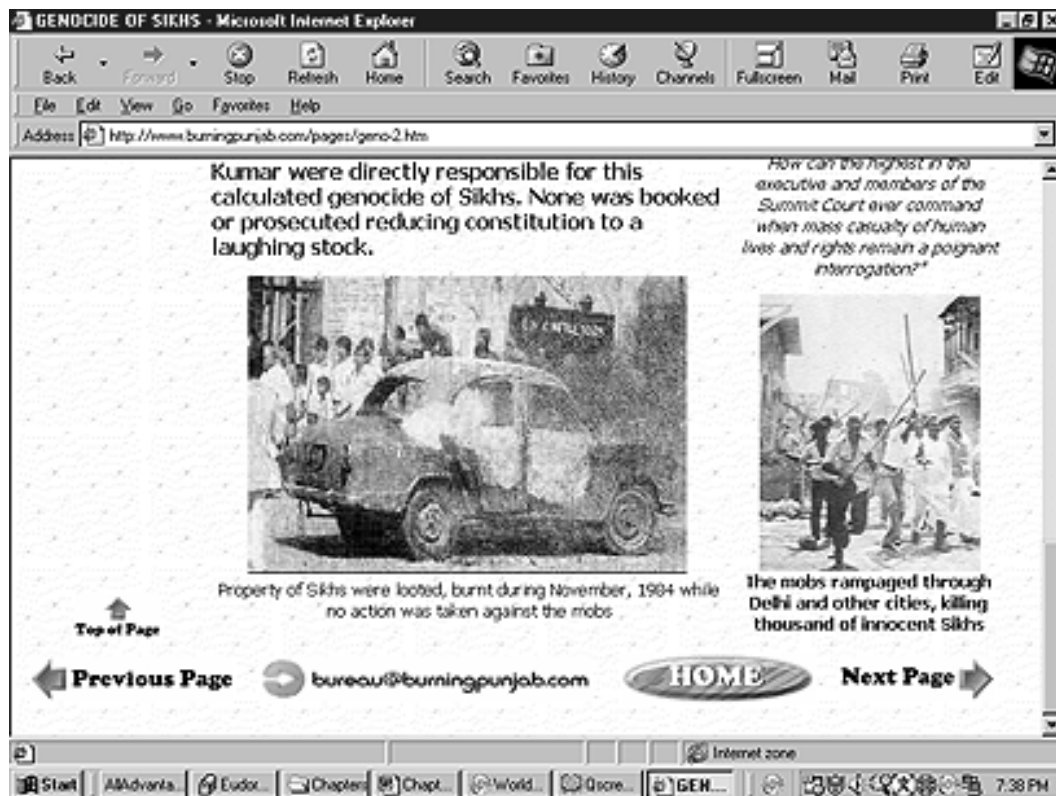 GENOCIDE OF SIKHS - Microsoft Internet Explorer
Back Forward Stop Refresh Home Search Favorites History Channels Fullscreen Mail Print Edit
File Edit View Go Favorites Help
Address http://www.burningpunjab.com/pages/geno-2.htm
Kumar were directly responsible for this
calculated genocide of Sikhs. None was booked
or prosecuted reducing constitution to a
laughing stock.
How can the highest in the
executive and members of the
Summit Court ever command
when mass casualty of human
lives and rights remain a poignant
interrogation?"
Property of Sikhs were looted, burnt during November, 1984 while
no action was taken against the mobs
The mobs rampaged through
Delhi and other cities, killing
thousand of innocent Sikhs
Top of Page
Previous Page bureau@burningpunjab.com HOME Next Page
Internet zone
Start AllAdvanta... Eudor... Chapters Chapt... World... Qscre... GEN... 7:38 PM